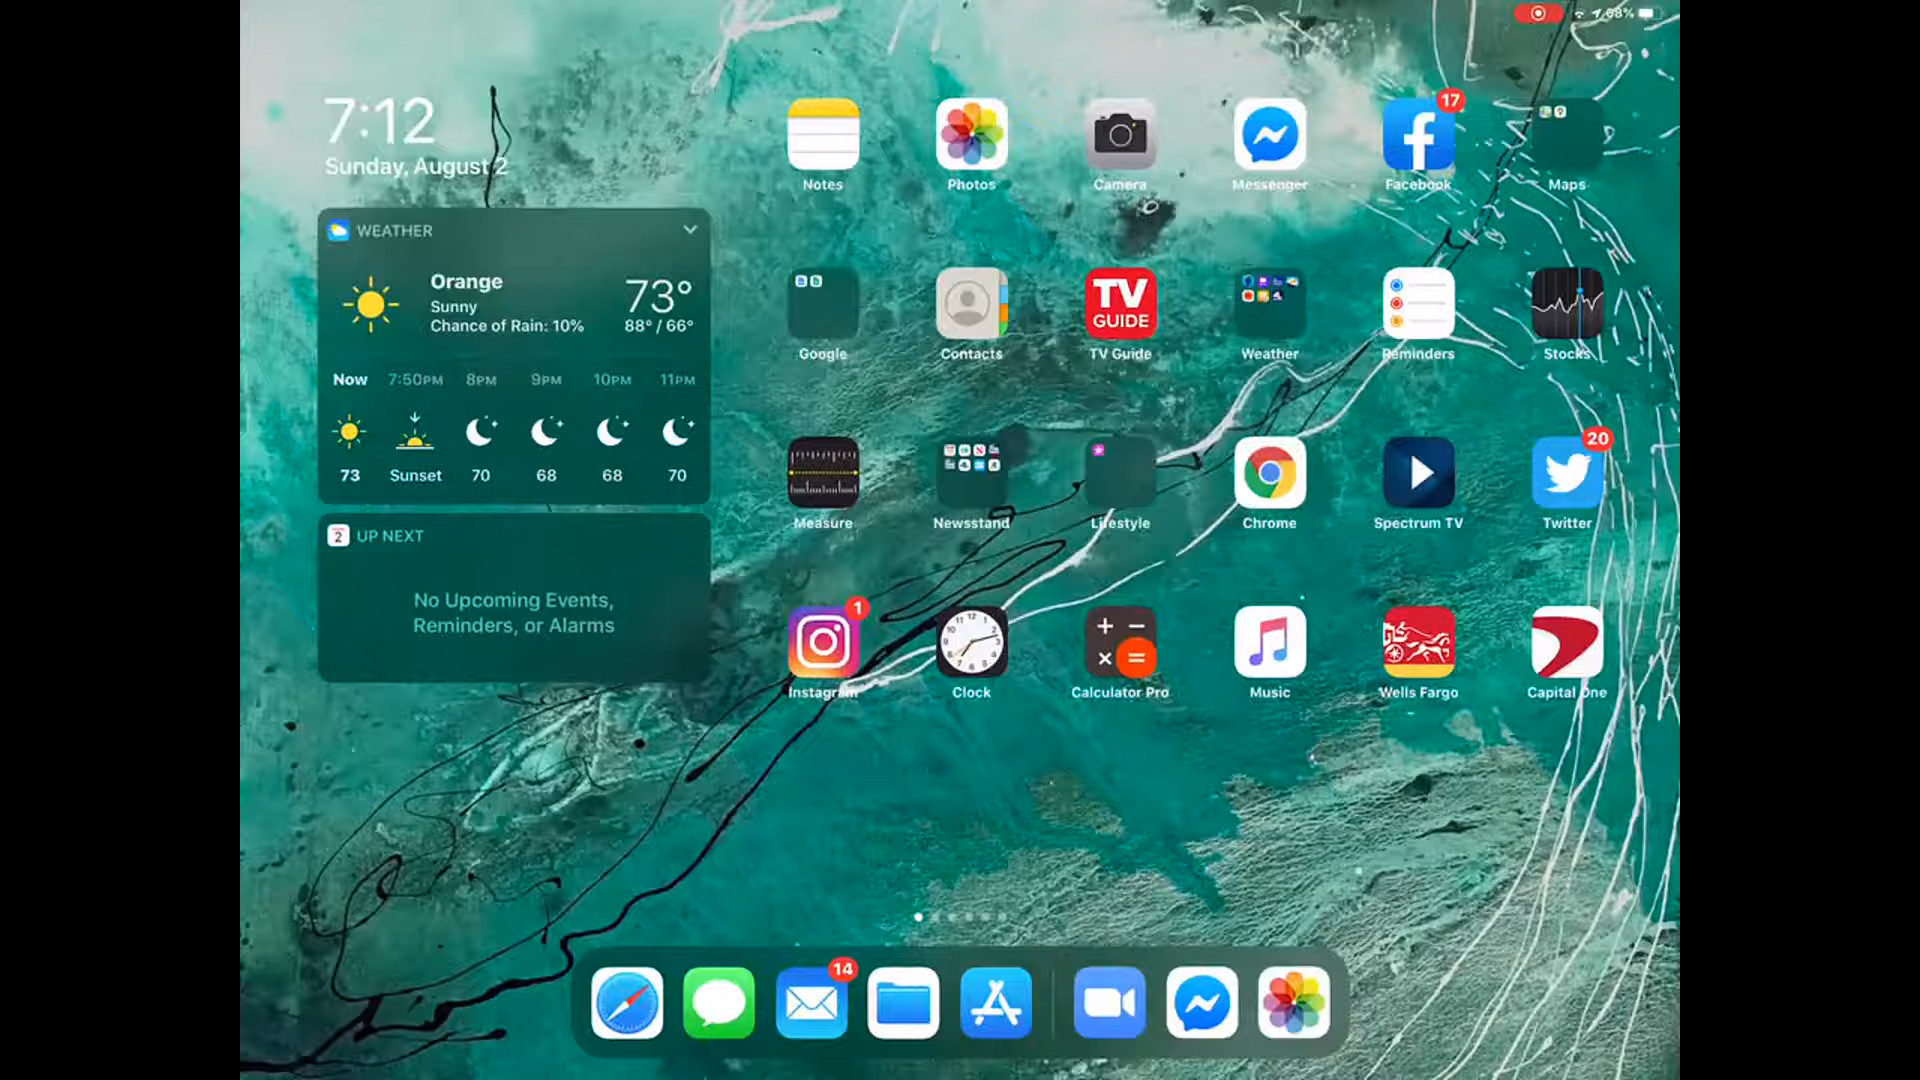 68%
7:12
Sunday, August 2
WEATHER
Orange
Sunny
Chance of Rain: 10%
73°
88° / 66°
Now 7:50PM 8PM 9PM 10PM 11PM
73 Sunset 70 68 68 70
2 UP NEXT
No Upcoming Events,
Reminders, or Alarms
17
Notes Photos Camera Messenger Facebook Maps
TV
GUIDE
Google Contacts TV Guide Weather Reminders Stocks
20
Measure Newsstand Lifestyle Chrome Spectrum TV Twitter
1
Instagram Clock Calculator Pro Music Wells Fargo Capital One
14